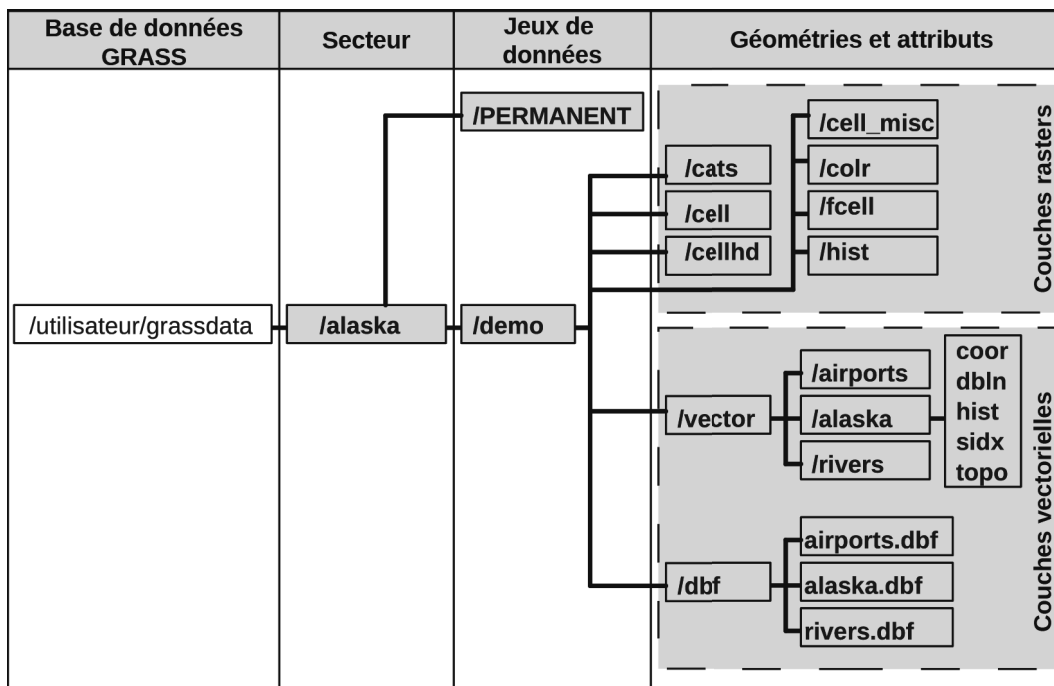 Base de données
GRASS
Secteur
Jeux de
données
Géométries et attributs
/utilisateur/grassdata
/alaska
/PERMANENT
/demo
/cats
/cell
/cellhd
/cell_misc
/colr
/fcell
/hist
Couches rasters
/vector
/airports
/alaska
/rivers
coor
dbln
hist
sidx
topo
/dbf
airports.dbf
alaska.dbf
rivers.dbf
Couches vectorielles